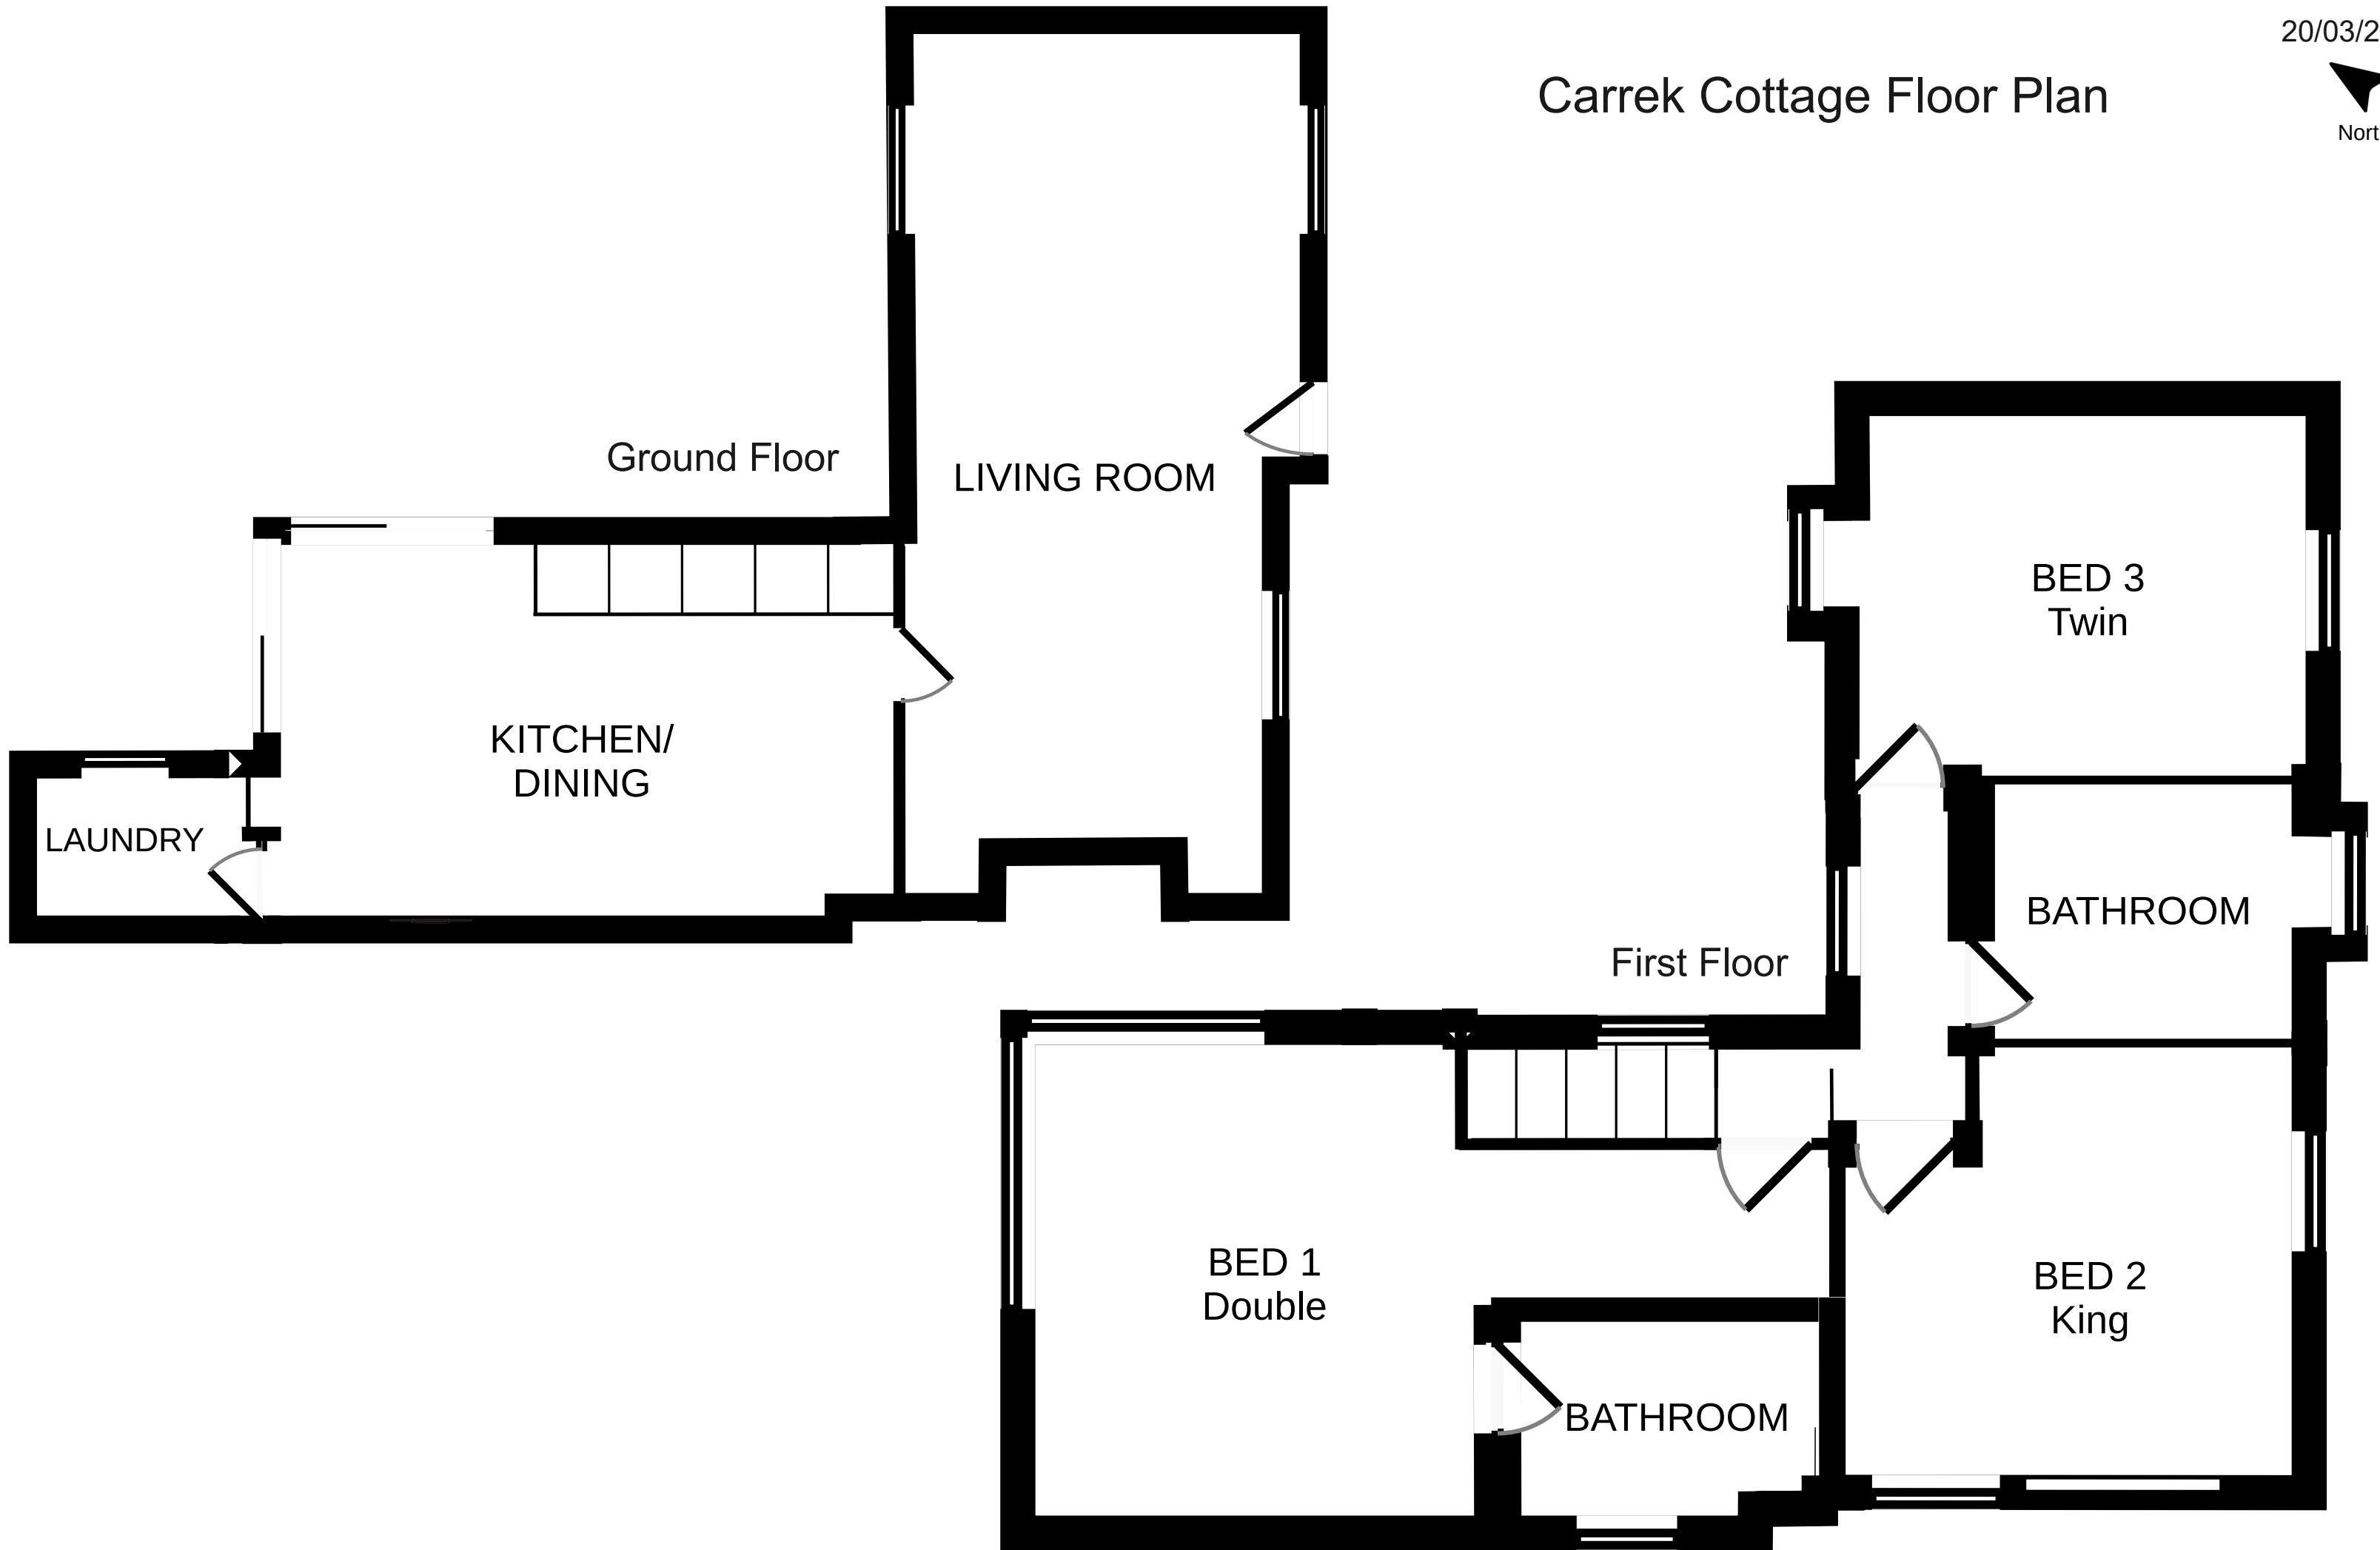 20/03/2
Carrek Cottage Floor Plan
Nort
Ground Floor
LIVING ROOM
KITCHEN/
DINING
LAUNDRY
First Floor
BED 3
Twin
BATHROOM
BED 1
Double
BED 2
King
BATHROOM